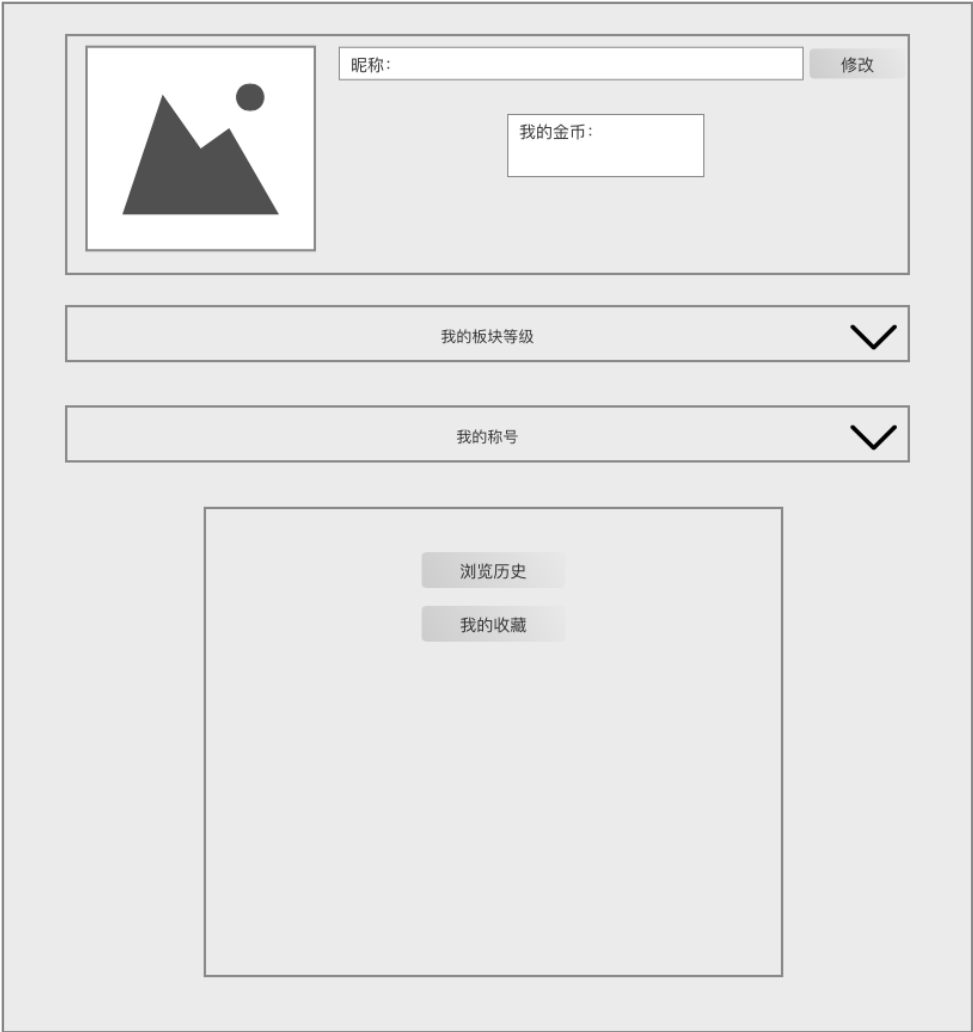 昵称：
修改
我的金币：
我的板块等级
我的称号
浏览历史
我的收藏